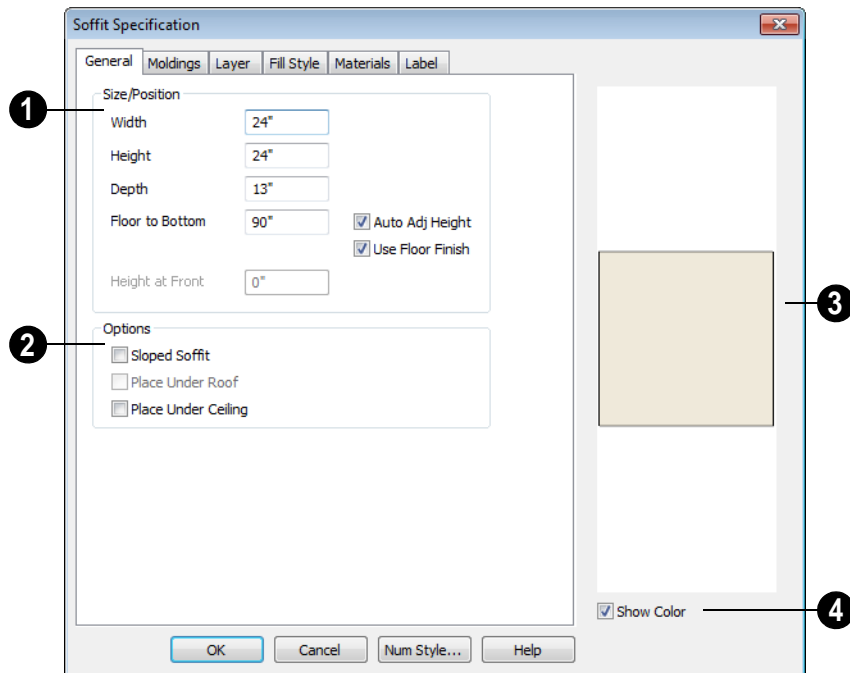 Soffit Specification
General Moldings Layer Fill Style Materials Label
1
Size/Position
Width 24"
Height 24"
Depth 13"
Floor to Bottom 90" Auto Adj Height
Use Floor Finish
Height at Front 0"
3
2
Options
Sloped Soffit
Place Under Roof
Place Under Ceiling
Show Color 4
OK Cancel Num Style... Help